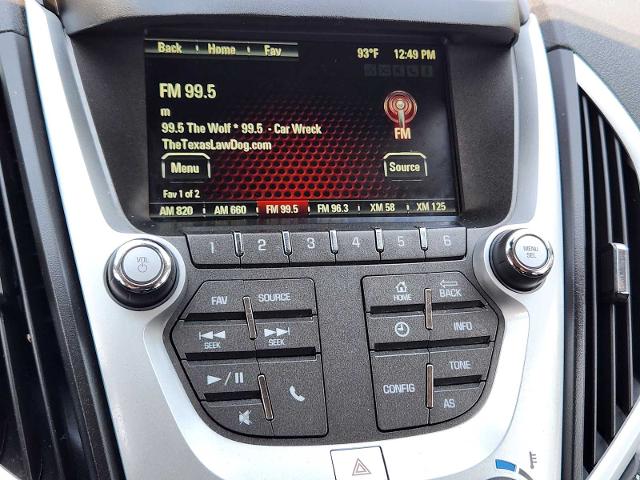 Back Home Fav 93°F 12:49 PM
FM 99.5
m
99.5 The Wolf * 99.5 - Car Wreck
TheTexasLawDog.com
FM
Menu Source
Fav 1 of 2
AM 820 AM 660 FM 99.5 FM 96.3 XM 58 XM 125
1 2 3 4 5 6
VOL
MENU
SEL
FAV SOURCE
HOME BACK
SEEK SEEK
INFO
CONFIG TONE
AS